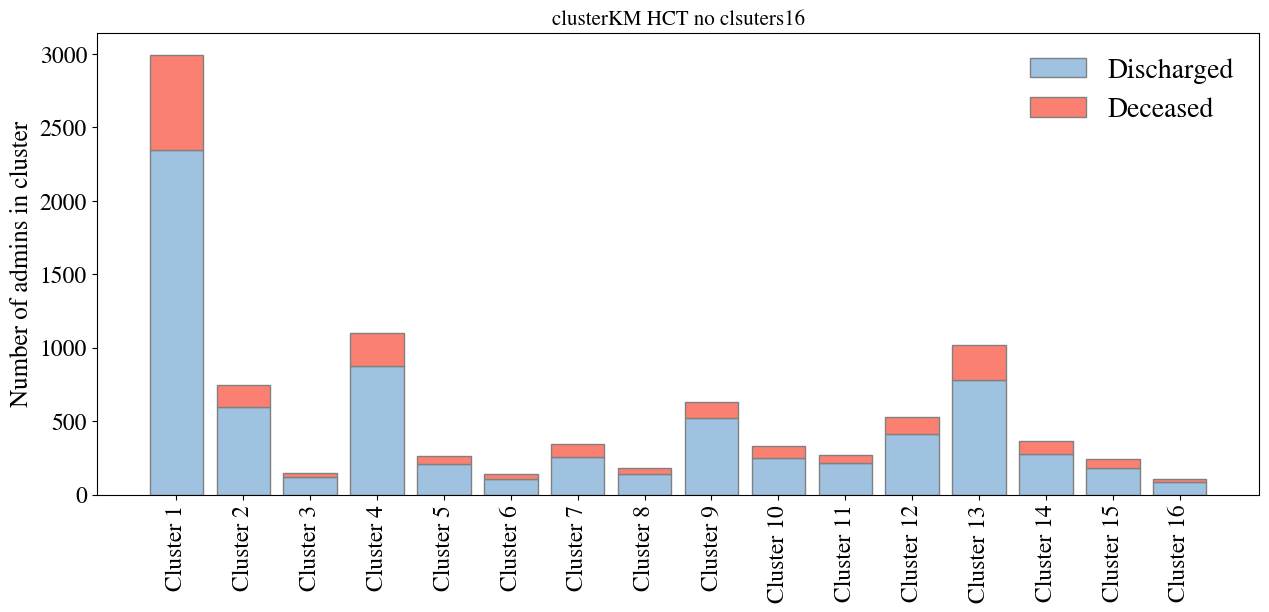 clusterKM HCT no clsuters16
Number of admins in cluster
3000
2500
2000
1500
1000
500
0
Discharged
Deceased
Cluster 1
Cluster 2
Cluster 3
Cluster 4
Cluster 5
Cluster 6
Cluster 7
Cluster 8
Cluster 9
Cluster 10
Cluster 11
Cluster 12
Cluster 13
Cluster 14
Cluster 15
Cluster 16